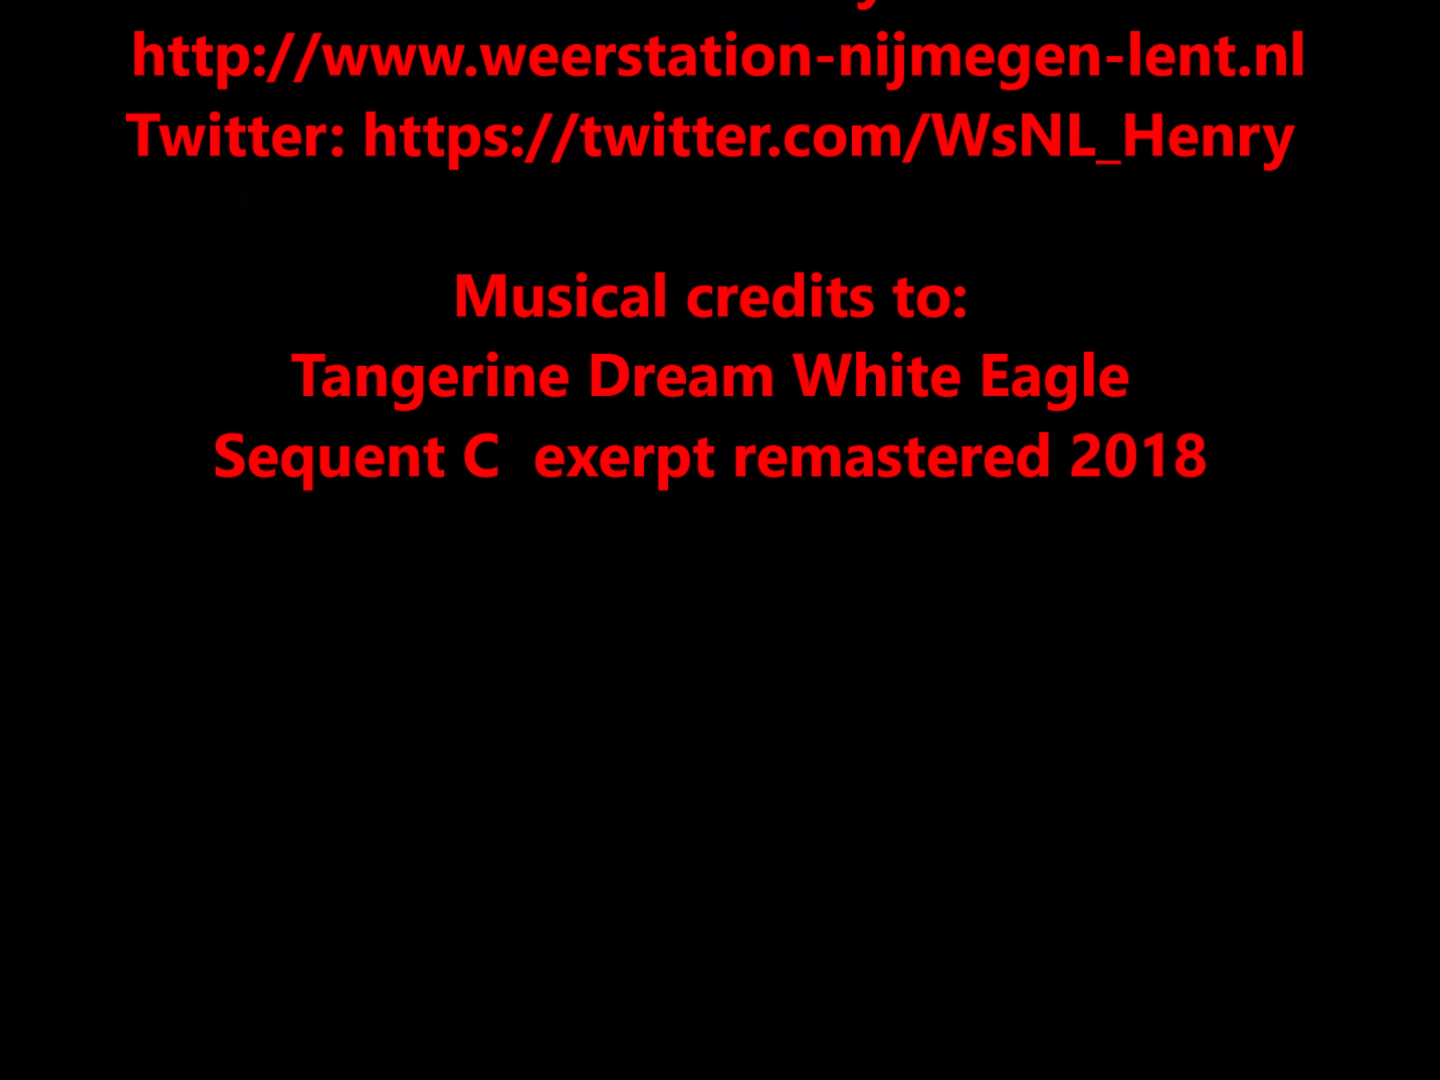 http://www.weerstation-nijmegen-lent.nl
Twitter: https://twitter.com/WsNL_Henry
Musical credits to:
Tangerine Dream White Eagle
Sequent C  exerpt remastered 2018